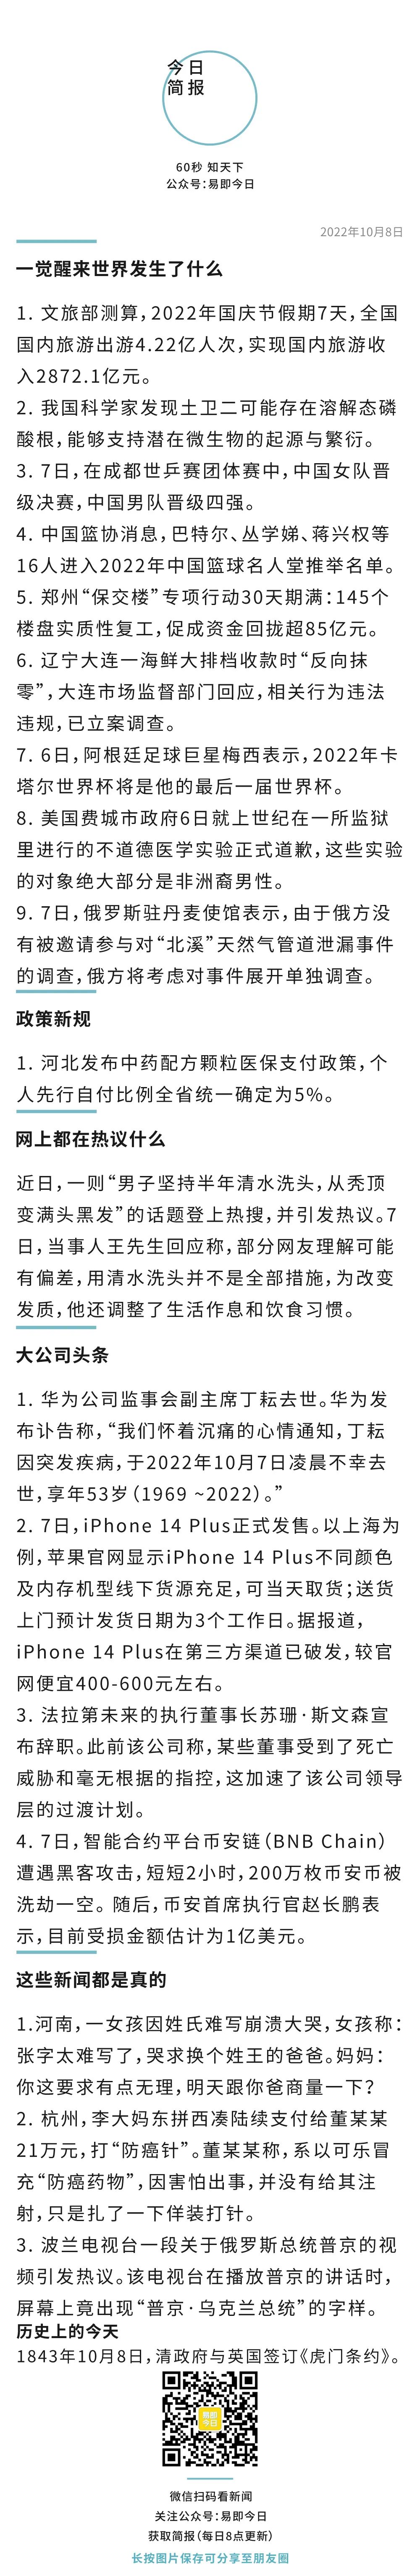 今日
简报
60秒 知天下
公众号：易即今日
2022年10月8日
一觉醒来世界发生了什么
1. 文旅部测算，2022年国庆节假期7天，全国
国内旅游出游4.22亿人次，实现国内旅游收
入2872.1亿元。
2. 我国科学家发现土卫二可能存在溶解态磷
酸根，能够支持潜在微生物的起源与繁衍。
3. 7日，在成都世乒赛团体赛中，中国女队晋
级决赛，中国男队晋级四强。
4. 中国篮协消息，巴特尔、丛学娣、蒋兴权等
16人进入2022年中国篮球名人堂推举名单。
5. 郑州“保交楼”专项行动30天期满：145个
楼盘实质性复工，促成资金回拢超85亿元。
6. 辽宁大连一海鲜大排档收款时“反向抹
零”，大连市场监督部门回应，相关行为违法
违规，已立案调查。
7. 6日，阿根廷足球巨星梅西表示，2022年卡
塔尔世界杯将是他的最后一届世界杯。
8. 美国费城市政府6日就上世纪在一所监狱
里进行的不道德医学实验正式道歉，这些实验
的对象绝大部分是非洲裔男性。
9. 7日，俄罗斯驻丹麦使馆表示，由于俄方没
有被邀请参与对“北溪”天然气管道泄漏事件
的调查，俄方将考虑对事件展开单独调查。
政策新规
1. 河北发布中药配方颗粒医保支付政策，个
人先行自付比例全省统一确定为5%。
网上都在热议什么
近日，一则“男子坚持半年清水洗头，从秃顶
变满头黑发”的话题登上热搜，并引发热议。7
日，当事人王先生回应称，部分网友理解可能
有偏差，用清水洗头并不是全部措施，为改变
发质，他还调整了生活作息和饮食习惯。
大公司头条
1. 华为公司监事会副主席丁耘去世。华为发
布讣告称，“我们怀着沉痛的心情通知，丁耘
因突发疾病，于2022年10月7日凌晨不幸去
世，享年53岁（1969 ~2022）。”
2. 7日，iPhone 14 Plus正式发售。以上海为
例，苹果官网显示iPhone 14 Plus不同颜色
及内存机型线下货源充足，可当天取货；送货
上门预计发货日期为3个工作日。据报道，
iPhone 14 Plus在第三方渠道已破发，较官
网便宜400-600元左右。
3. 法拉第未来的执行董事长苏珊·斯文森宣
布辞职。此前该公司称，某些董事受到了死亡
威胁和毫无根据的指控，这加速了该公司领导
层的过渡计划。
4. 7日，智能合约平台币安链（BNB Chain）
遭遇黑客攻击，短短2小时，200万枚币安币被
洗劫一空。 随后，币安首席执行官赵长鹏表
示，目前受损金额估计为1亿美元。
这些新闻都是真的
1.河南，一女孩因姓氏难写崩溃大哭，女孩称：
张字太难写了，哭求换个姓王的爸爸。妈妈：
你这要求有点无理，明天跟你爸商量一下？
2. 杭州，李大妈东拼西凑陆续支付给董某某
21万元，打“防癌针”。董某某称，系以可乐冒
充“防癌药物”，因害怕出事，并没有给其注
射，只是扎了一下佯装打针。
3. 波兰电视台一段关于俄罗斯总统普京的视
频引发热议。该电视台在播放普京的讲话时，
屏幕上竟出现“普京·乌克兰总统”的字样。
历史上的今天
1843年10月8日，清政府与英国签订《虎门条约》。
易即
今日
微信扫码看新闻
关注公众号：易即今日
获取简报（每日8点更新）
长按图片保存可分享至朋友圈